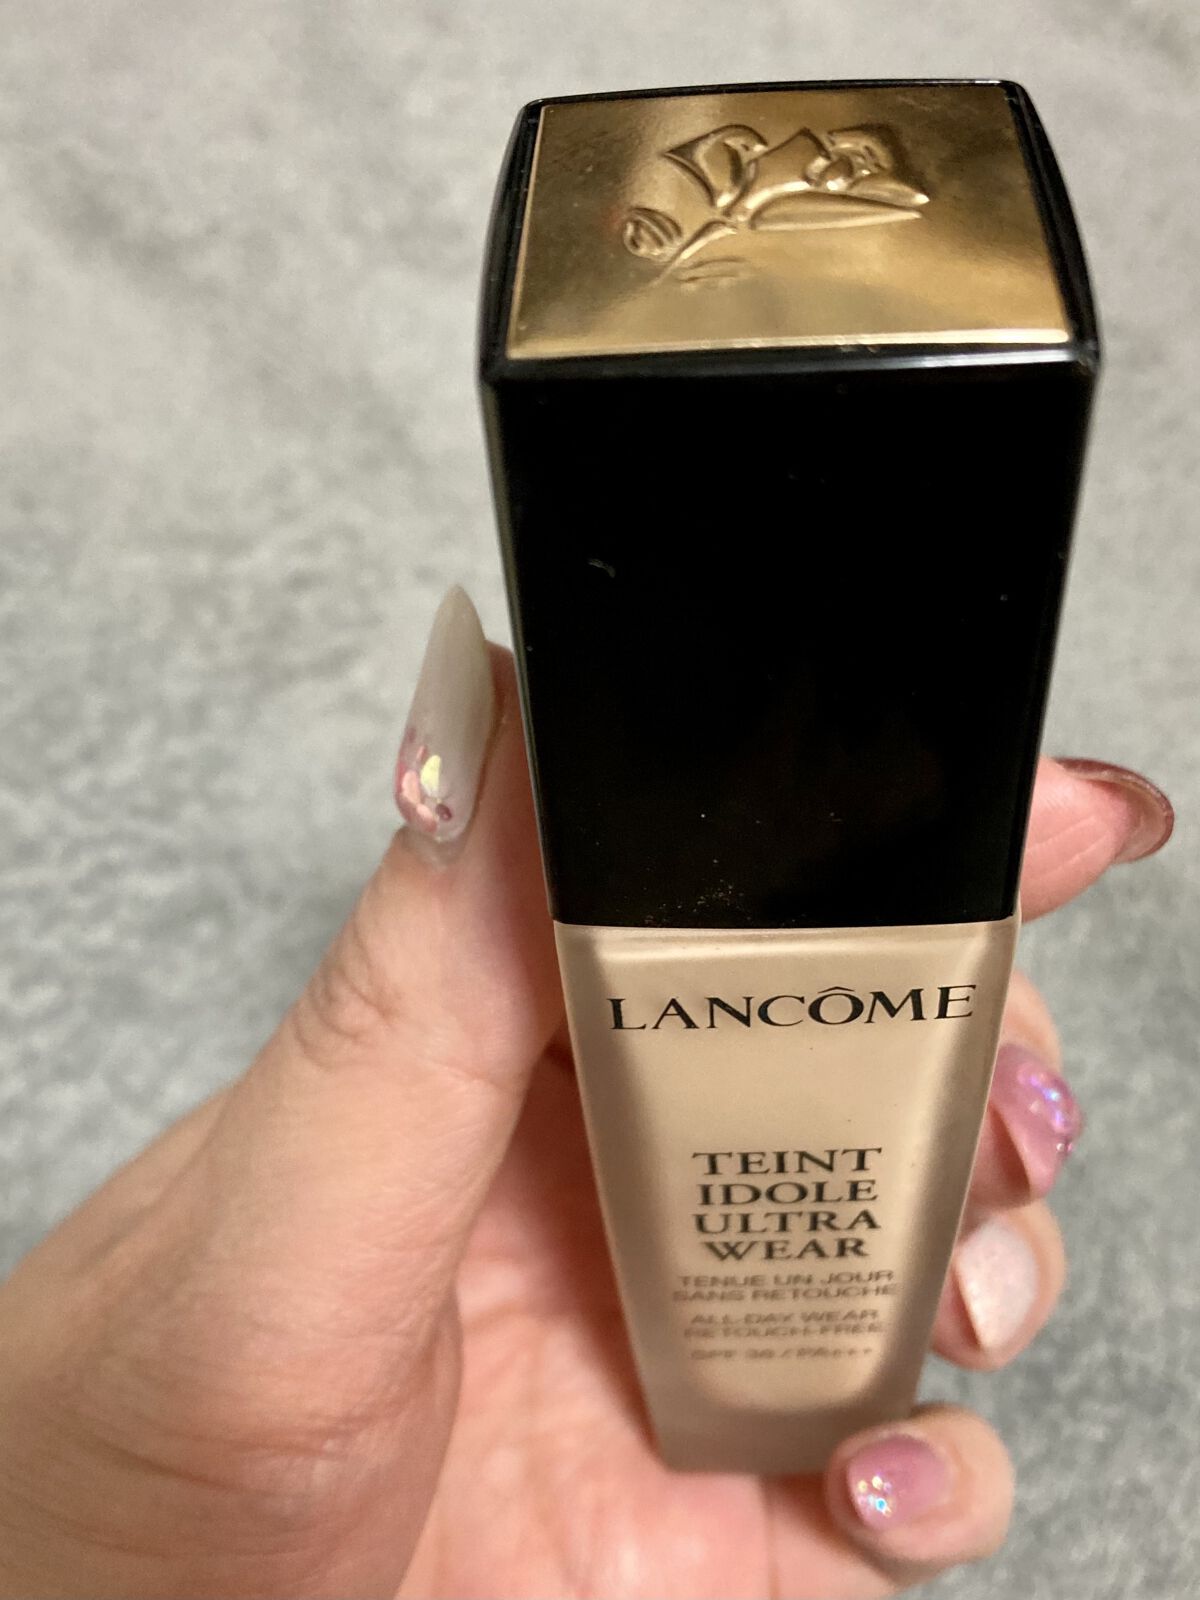 LANCÔME
TEINT
IDOLE
ULTRA
WEAR
TENUE UN JOUR
SANS RETOUCHE
ALL-DAY WEAR
RETOUCH-FREE